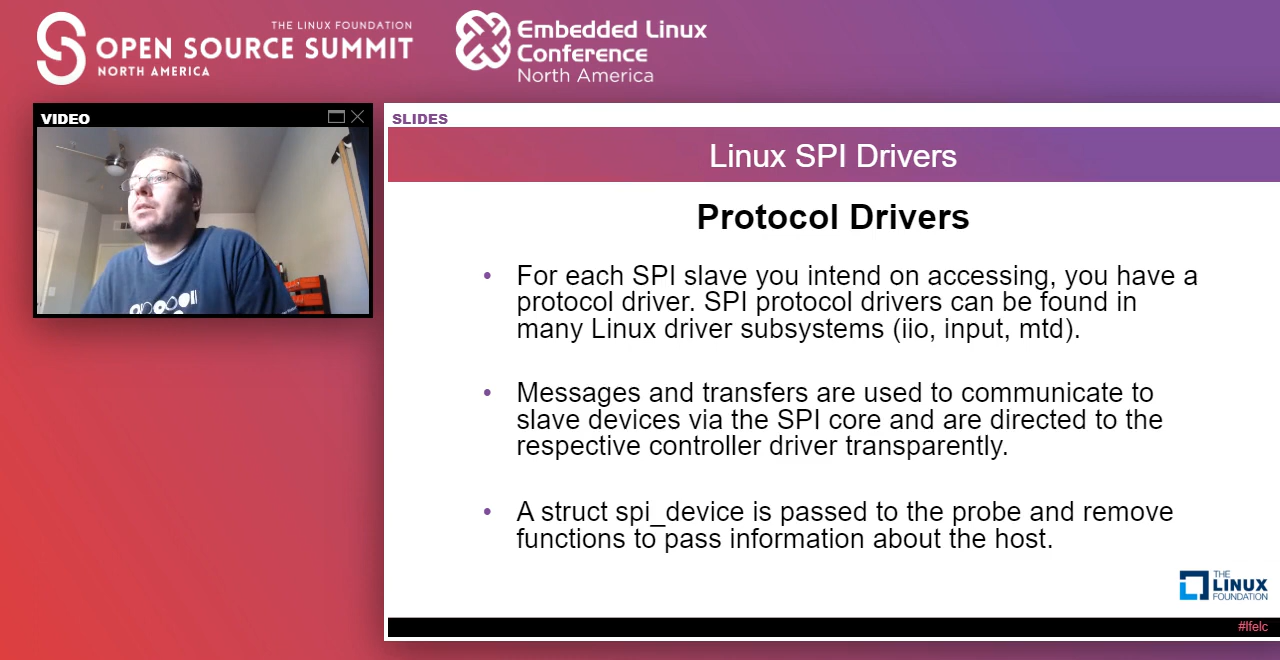 THE LINUX FOUNDATION
OPEN SOURCE SUMMIT
NORTH AMERICA
Embedded Linux
Conference
North America
VIDEO
SLIDES
Linux SPI Drivers
Protocol Drivers
• For each SPI slave you intend on accessing, you have a
protocol driver. SPI protocol drivers can be found in
many Linux driver subsystems (iio, input, mtd).
• Messages and transfers are used to communicate to
slave devices via the SPI core and are directed to the
respective controller driver transparently.
• A struct spi_device is passed to the probe and remove
functions to pass information about the host.
THE
LINUX
FOUNDATION
#lfelc